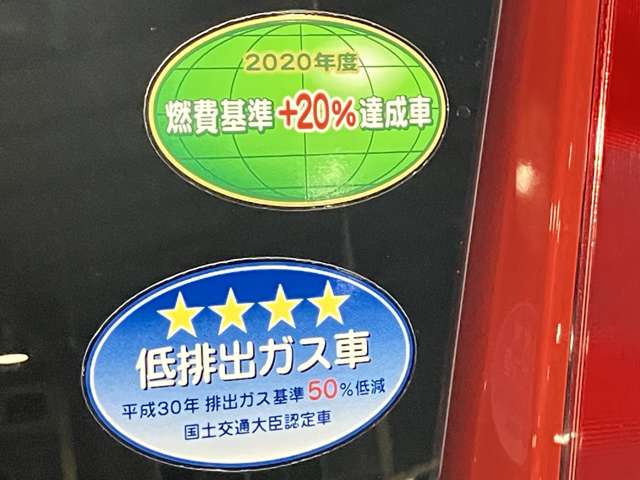 2020年度
燃費基準+20%達成車
低排出ガス車
平成30年 排出ガス基準50%低減
国土交通大臣認定車